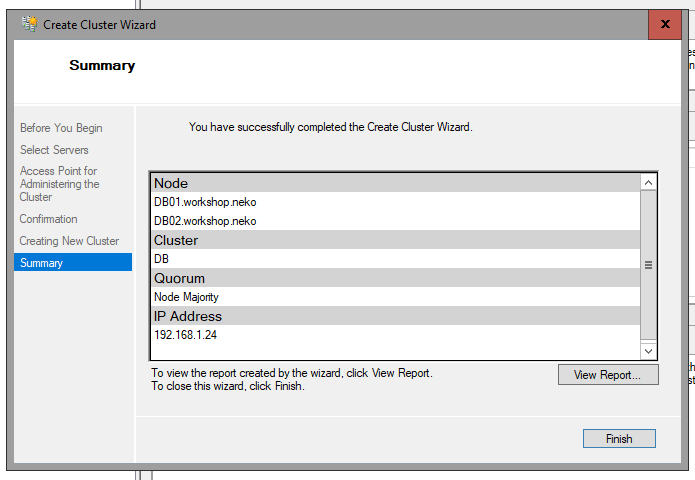 Create Cluster Wizard
x
Summary
Before You Begin
Select Servers
Access Point for
Administering the
Cluster
Confirmation
Creating New Cluster
Summary
You have successfully completed the Create Cluster Wizard.
Node
DB01.workshop.neko
DB02.workshop.neko
Cluster
DB
Quorum
Node Majority
IP Address
192.168.1.24
To view the report created by the wizard, click View Report.
To close this wizard, click Finish.
View Report...
Finish